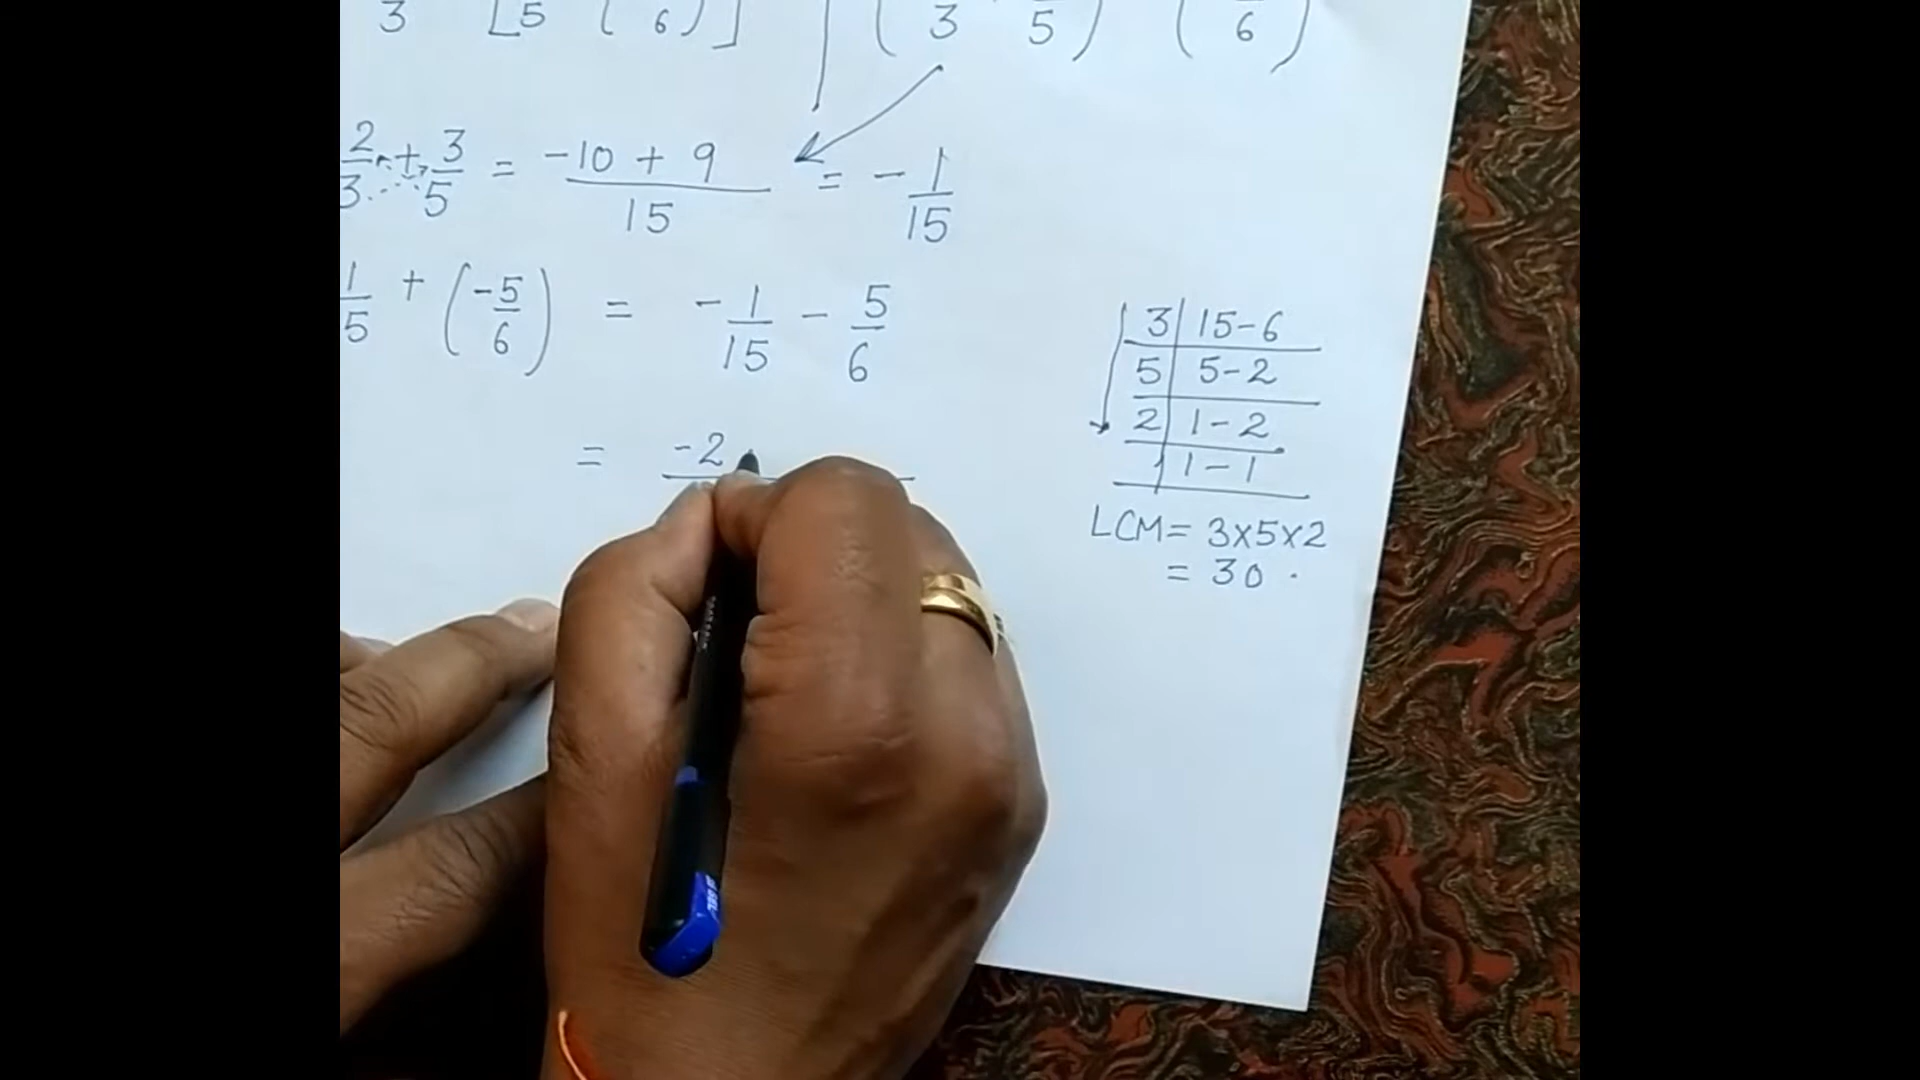 3 [5 ( 6 )] | ( 3 5 ) ( 6 )
2/3 + 3/5 = -10 + 9 / 15 = - 1/15
1/5 + (-5/6) = - 1/15 - 5/6
= -2
3 | 15-6
5 | 5-2
2 | 1-2
1 | 1-1
LCM = 3x5x2
= 30